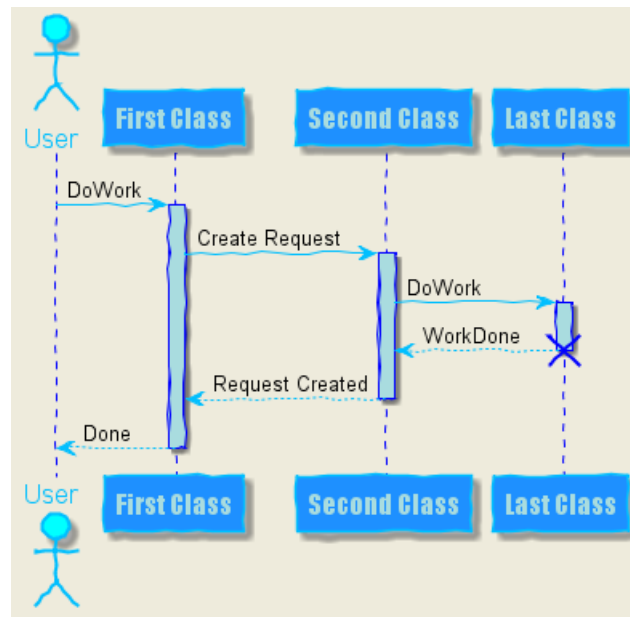 User
First Class
Second Class
Last Class
DoWork
Create Request
DoWork
WorkDone
Request Created
Done
User
First Class
Second Class
Last Class